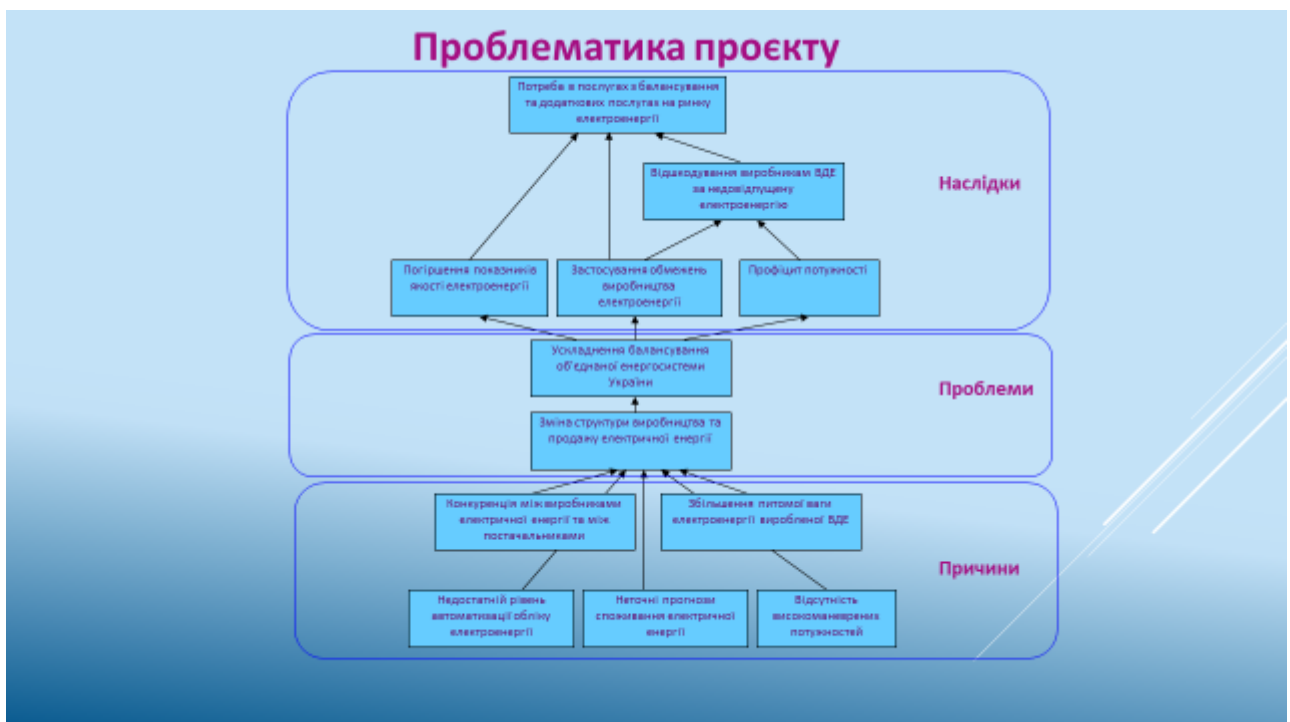 Проблематика проєкту
Потреба в послугах з балансування
та додаткових послугах на ринку
електроенергії
Відшкодування виробникам ВДЕ
за недовідпущену
електроенергію
Наслідки
Погіршення показників
якості електроенергії
Застосування обмежень
виробництва
електроенергії
Профіцит потужності
Ускладнення балансування
об'єднаної енергосистеми
України
Проблеми
Зміна структури виробництва та
продажу електричної енергії
Конкуренція між виробниками
електричної енергії та між
постачальниками
Збільшення питомої ваги
електроенергії виробленої ВДЕ
Причини
Недостатній рівень
автоматизації обліку
електроенергії
Неточні прогнози
споживання електричної
енергії
Відсутність
високоманеврених
потужностей